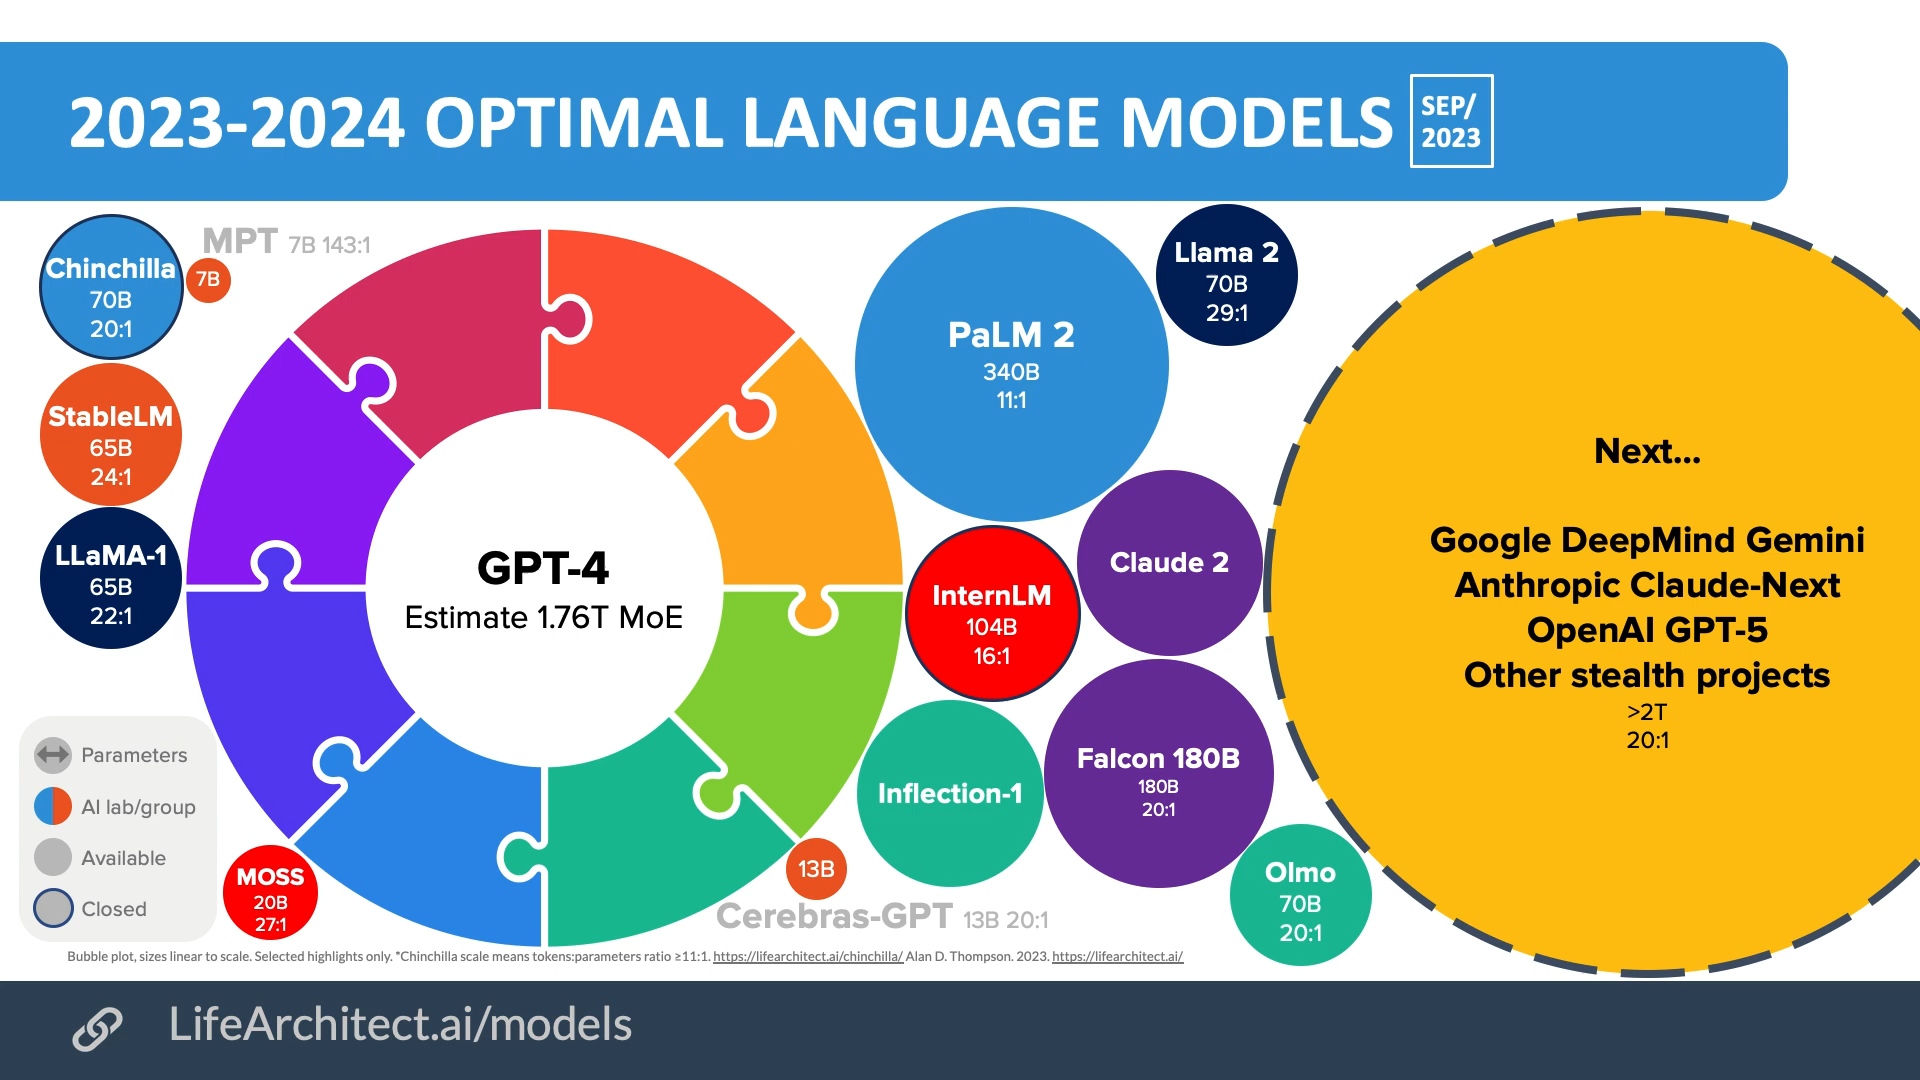 2023-2024 OPTIMAL LANGUAGE MODELS
SEP/
2023
Chinchilla
70B
20:1
MPT 7B 143:1
7B
StableLM
65B
24:1
LLaMA-1
65B
22:1
GPT-4
Estimate 1.76T MoE
PaLM 2
340B
11:1
Llama 2
70B
29:1
Claude 2
InternLM
104B
16:1
Inflection-1
Falcon 180B
180B
20:1
Olmo
70B
20:1
Next...
Google DeepMind Gemini
Anthropic Claude-Next
OpenAI GPT-5
Other stealth projects
>2T
20:1
Parameters
AI lab/group
Available
Closed
MOSS
20B
27:1
13B
Cerebras-GPT 13B 20:1
Bubble plot, sizes linear to scale. Selected highlights only. *Chinchilla scale means tokens:parameters ratio ≥11:1. https://lifearchitect.ai/chinchilla/ Alan D. Thompson. 2023. https://lifearchitect.ai/
LifeArchitect.ai/models